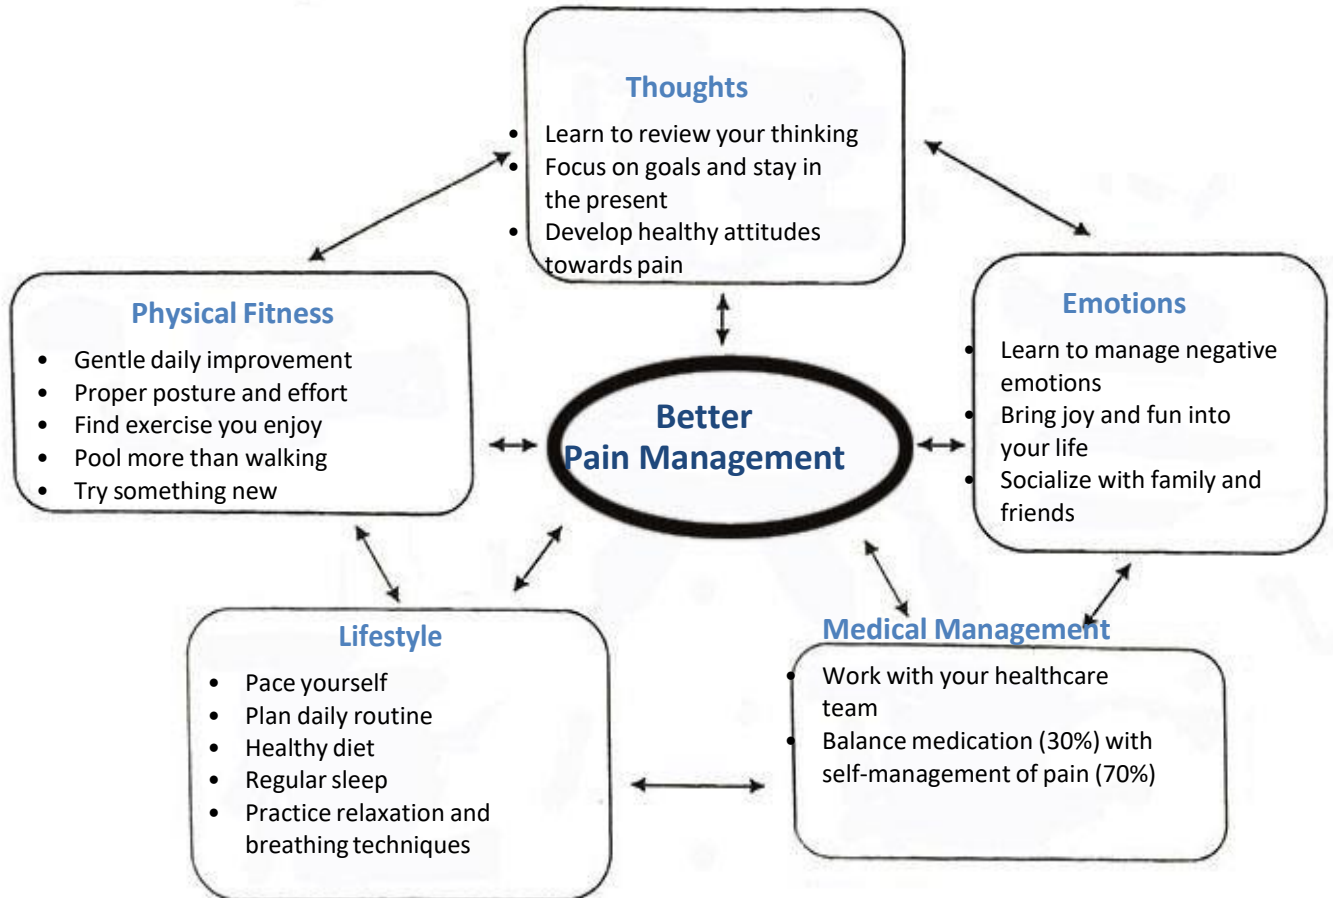 Thoughts
• Learn to review your thinking
• Focus on goals and stay in
the present
• Develop healthy attitudes
towards pain
Physical Fitness
• Gentle daily improvement
• Proper posture and effort
• Find exercise you enjoy
• Pool more than walking
• Try something new
Better
Pain Management
Emotions
• Learn to manage negative
emotions
• Bring joy and fun into
your life
• Socialize with family and
friends
Lifestyle
• Pace yourself
• Plan daily routine
• Healthy diet
• Regular sleep
• Practice relaxation and
breathing techniques
Medical Management
• Work with your healthcare
team
• Balance medication (30%) with
self-management of pain (70%)